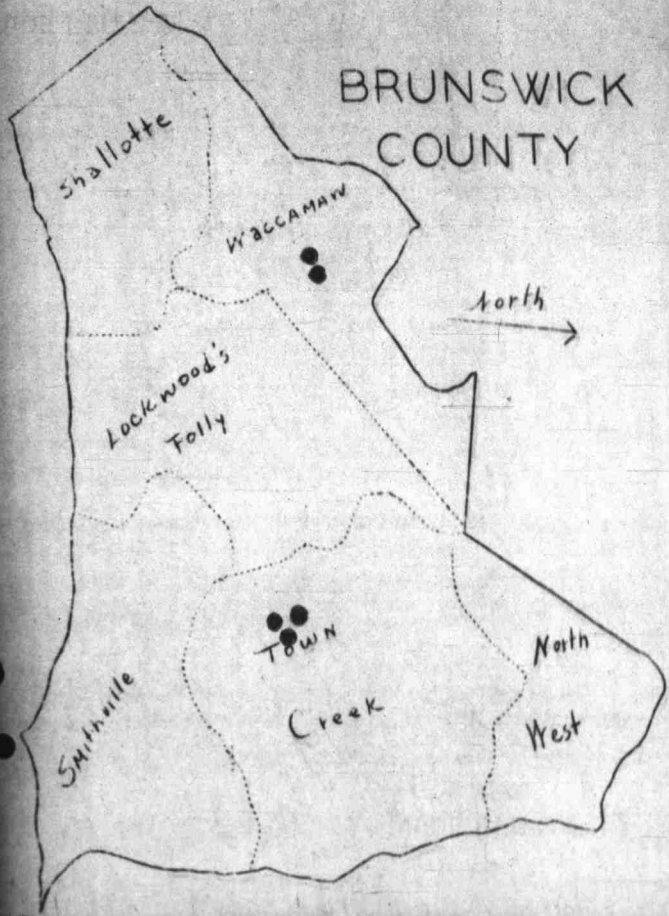 BRUNSWICK
COUNTY
Shallotte
Waccamaw
North
Lockwood's
Folly
Town
Creek
North
West
Smithville